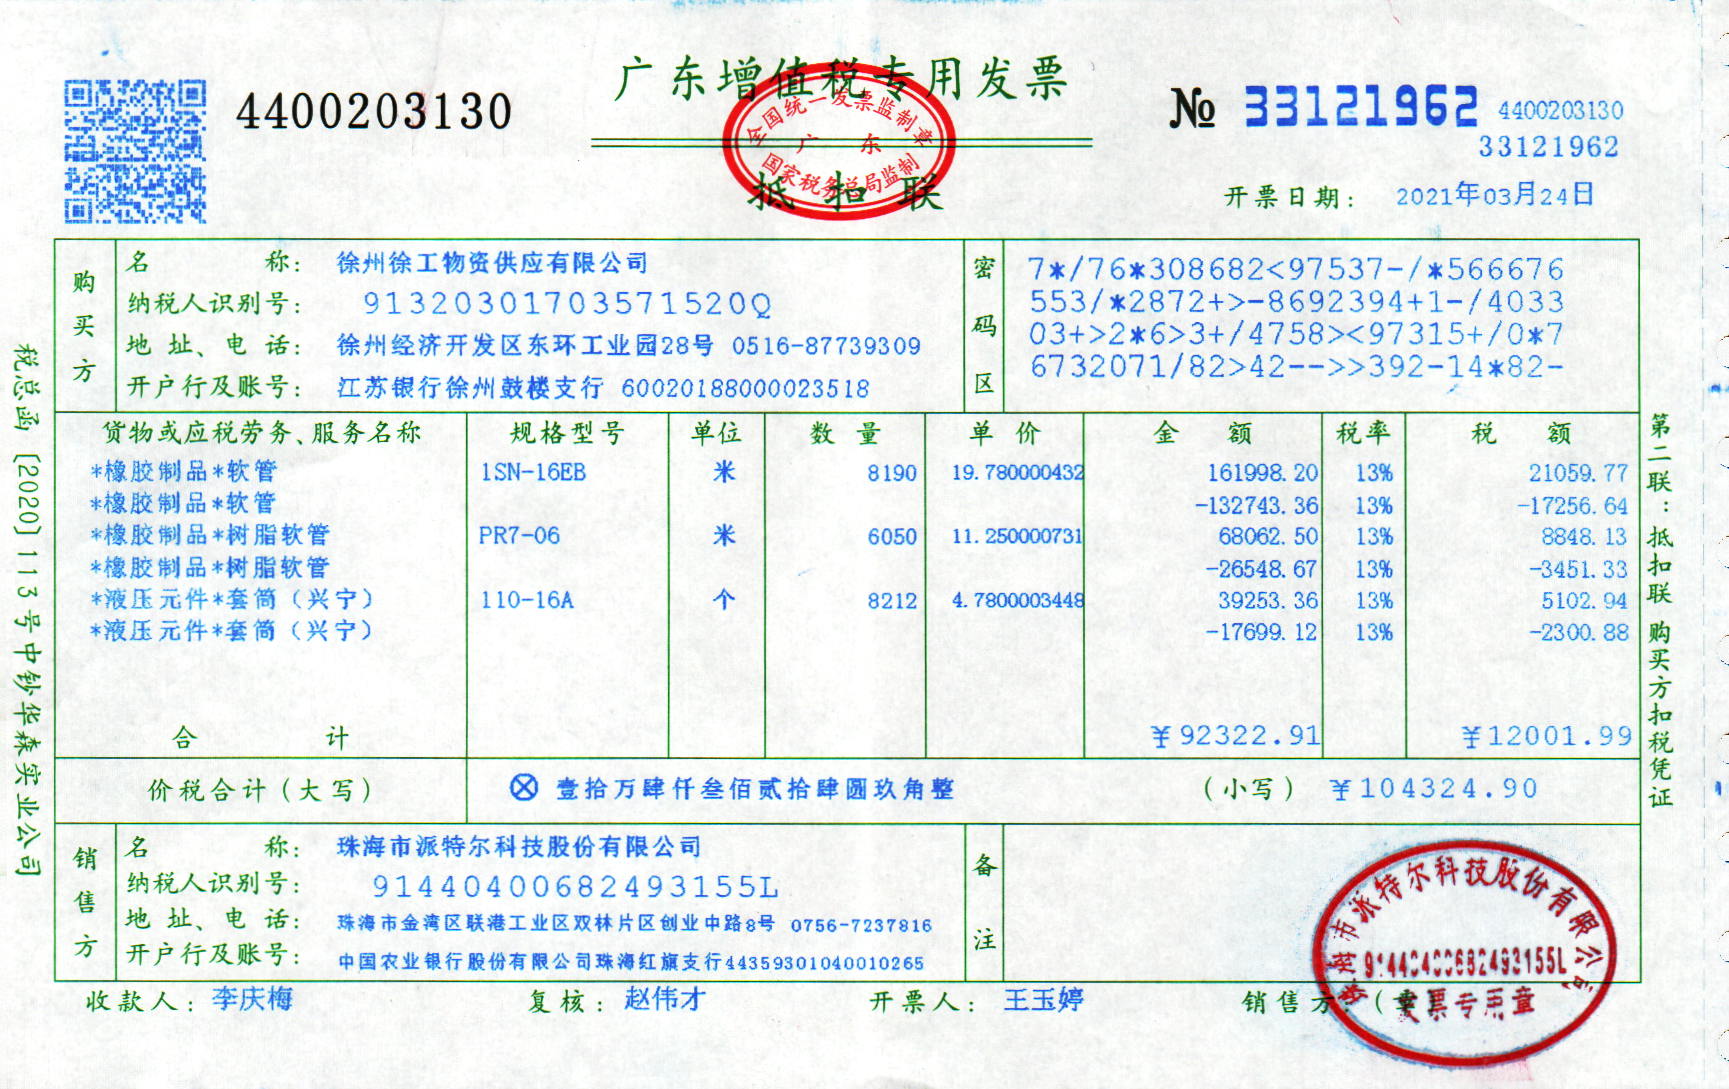 广东增值税专用发票
全国统一发票监制章
广东
国家税务总局监制
抵扣联
4400203130
№ 33121962
4400203130
33121962
开票日期: 2021年03月24日
购买方
名称: 徐州徐工物资供应有限公司
纳税人识别号: 91320301703571520Q
地址、电话: 徐州经济开发区东环工业园28号 0516-87739309
开户行及账号: 江苏银行徐州鼓楼支行 60020188000023518
密码区
7*/76*308682<97537-/*566676
553/*2872+>-8692394+1-/4033
03+>2*6>3+/4758><97315+/0*7
6732071/82>42-->>392-14*82-
货物或应税劳务、服务名称 规格型号 单位 数量 单价 金额 税率 税额
*橡胶制品*软管 1SN-16EB 米 8190 19.780000432 161998.20 13% 21059.77
*橡胶制品*软管 -132743.36 13% -17256.64
*橡胶制品*树脂软管 PR7-06 米 6050 11.250000731 68062.50 13% 8848.13
*橡胶制品*树脂软管 -26548.67 13% -3451.33
*液压元件*套筒（兴宁） 110-16A 个 8212 4.7800003448 39253.36 13% 5102.94
*液压元件*套筒（兴宁） -17699.12 13% -2300.88
合计 ¥92322.91 ¥12001.99
价税合计(大写) ⊗壹拾万肆仟叁佰贰拾肆圆玖角整 (小写) ¥104324.90
销售方
名称: 珠海市派特尔科技股份有限公司
纳税人识别号: 91440400682493155L
地址、电话: 珠海市金湾区联港工业区双林片区创业中路8号 0756-7237816
开户行及账号: 中国农业银行股份有限公司珠海红旗支行44359301040010265
备注
珠海市派特尔科技股份有限公司
91440400682493155L
发票专用章
收款人: 李庆梅 复核: 赵伟才 开票人: 王玉婷 销售方:(章
税总函[2020]113号中钞华森实业公司
第二联:抵扣联 购买方扣税凭证